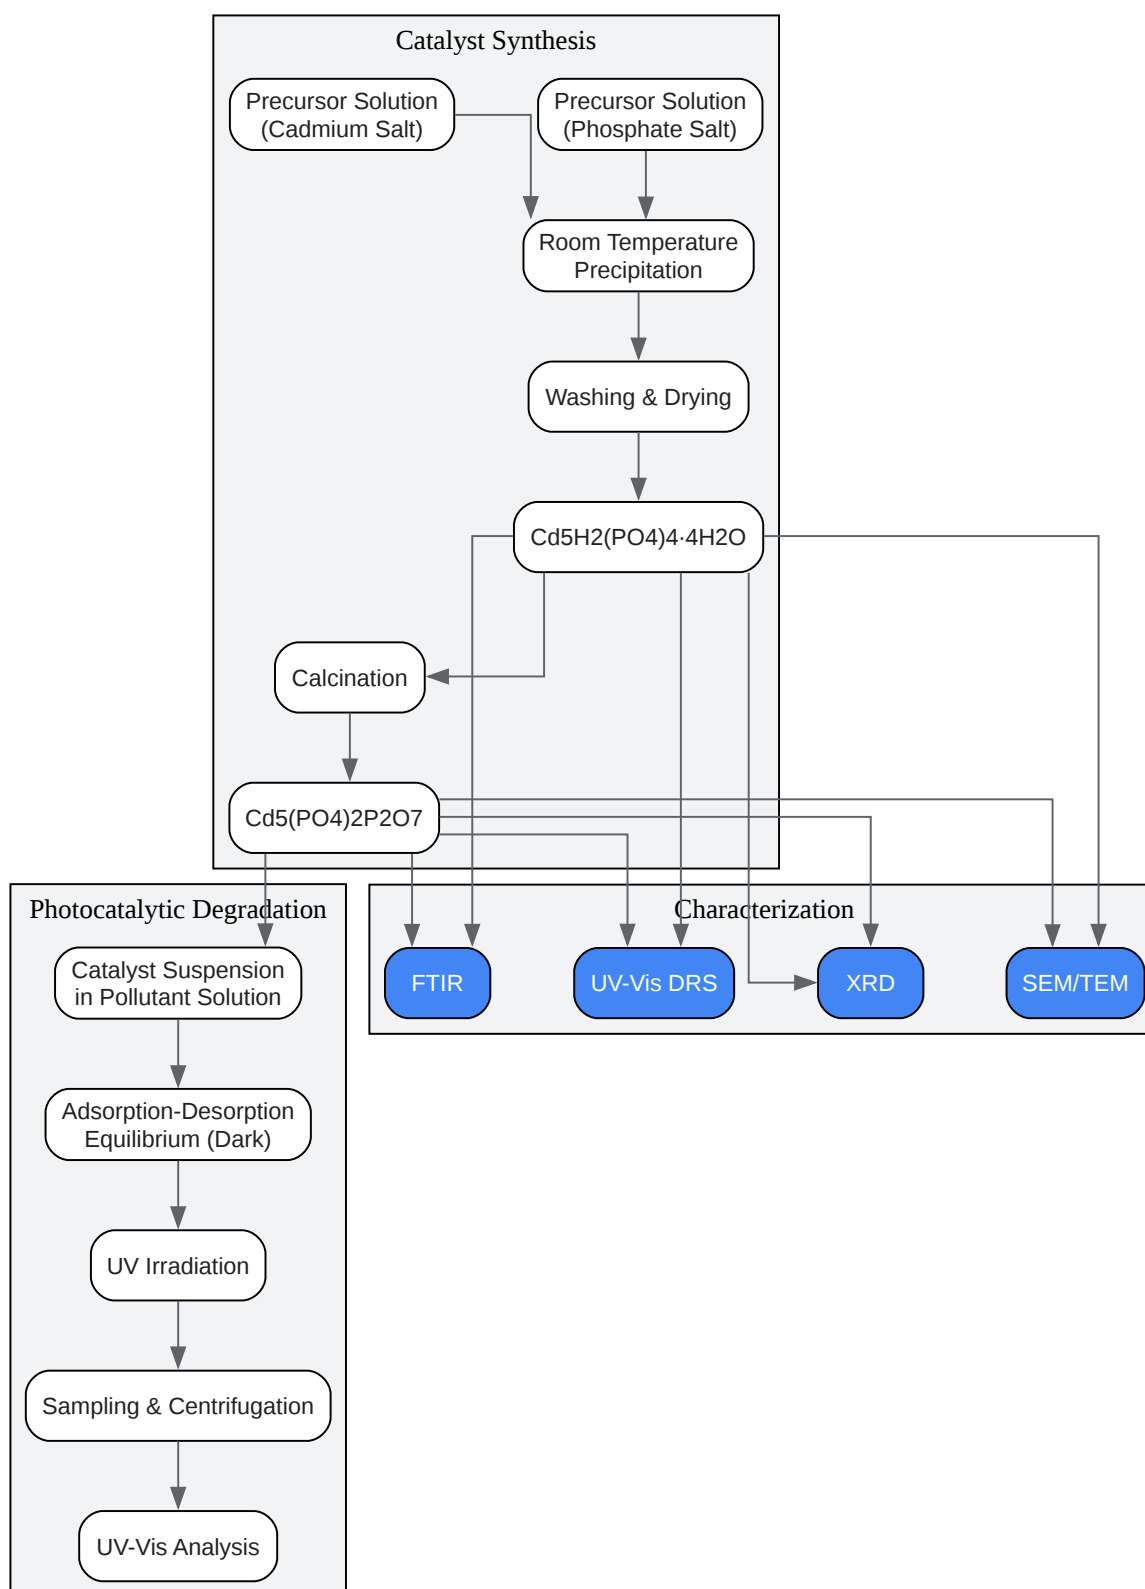 Catalyst Synthesis
Precursor Solution
(Cadmium Salt)
Precursor Solution
(Phosphate Salt)
Room Temperature
Precipitation
Washing & Drying
Cd5H2(PO4)4·4H2O
Calcination
Cd5(PO4)2P2O7
Photocatalytic Degradation
Catalyst Suspension
in Pollutant Solution
Adsorption-Desorption
Equilibrium (Dark)
UV Irradiation
Sampling & Centrifugation
UV-Vis Analysis
Characterization
FTIR
UV-Vis DRS
XRD
SEM/TEM